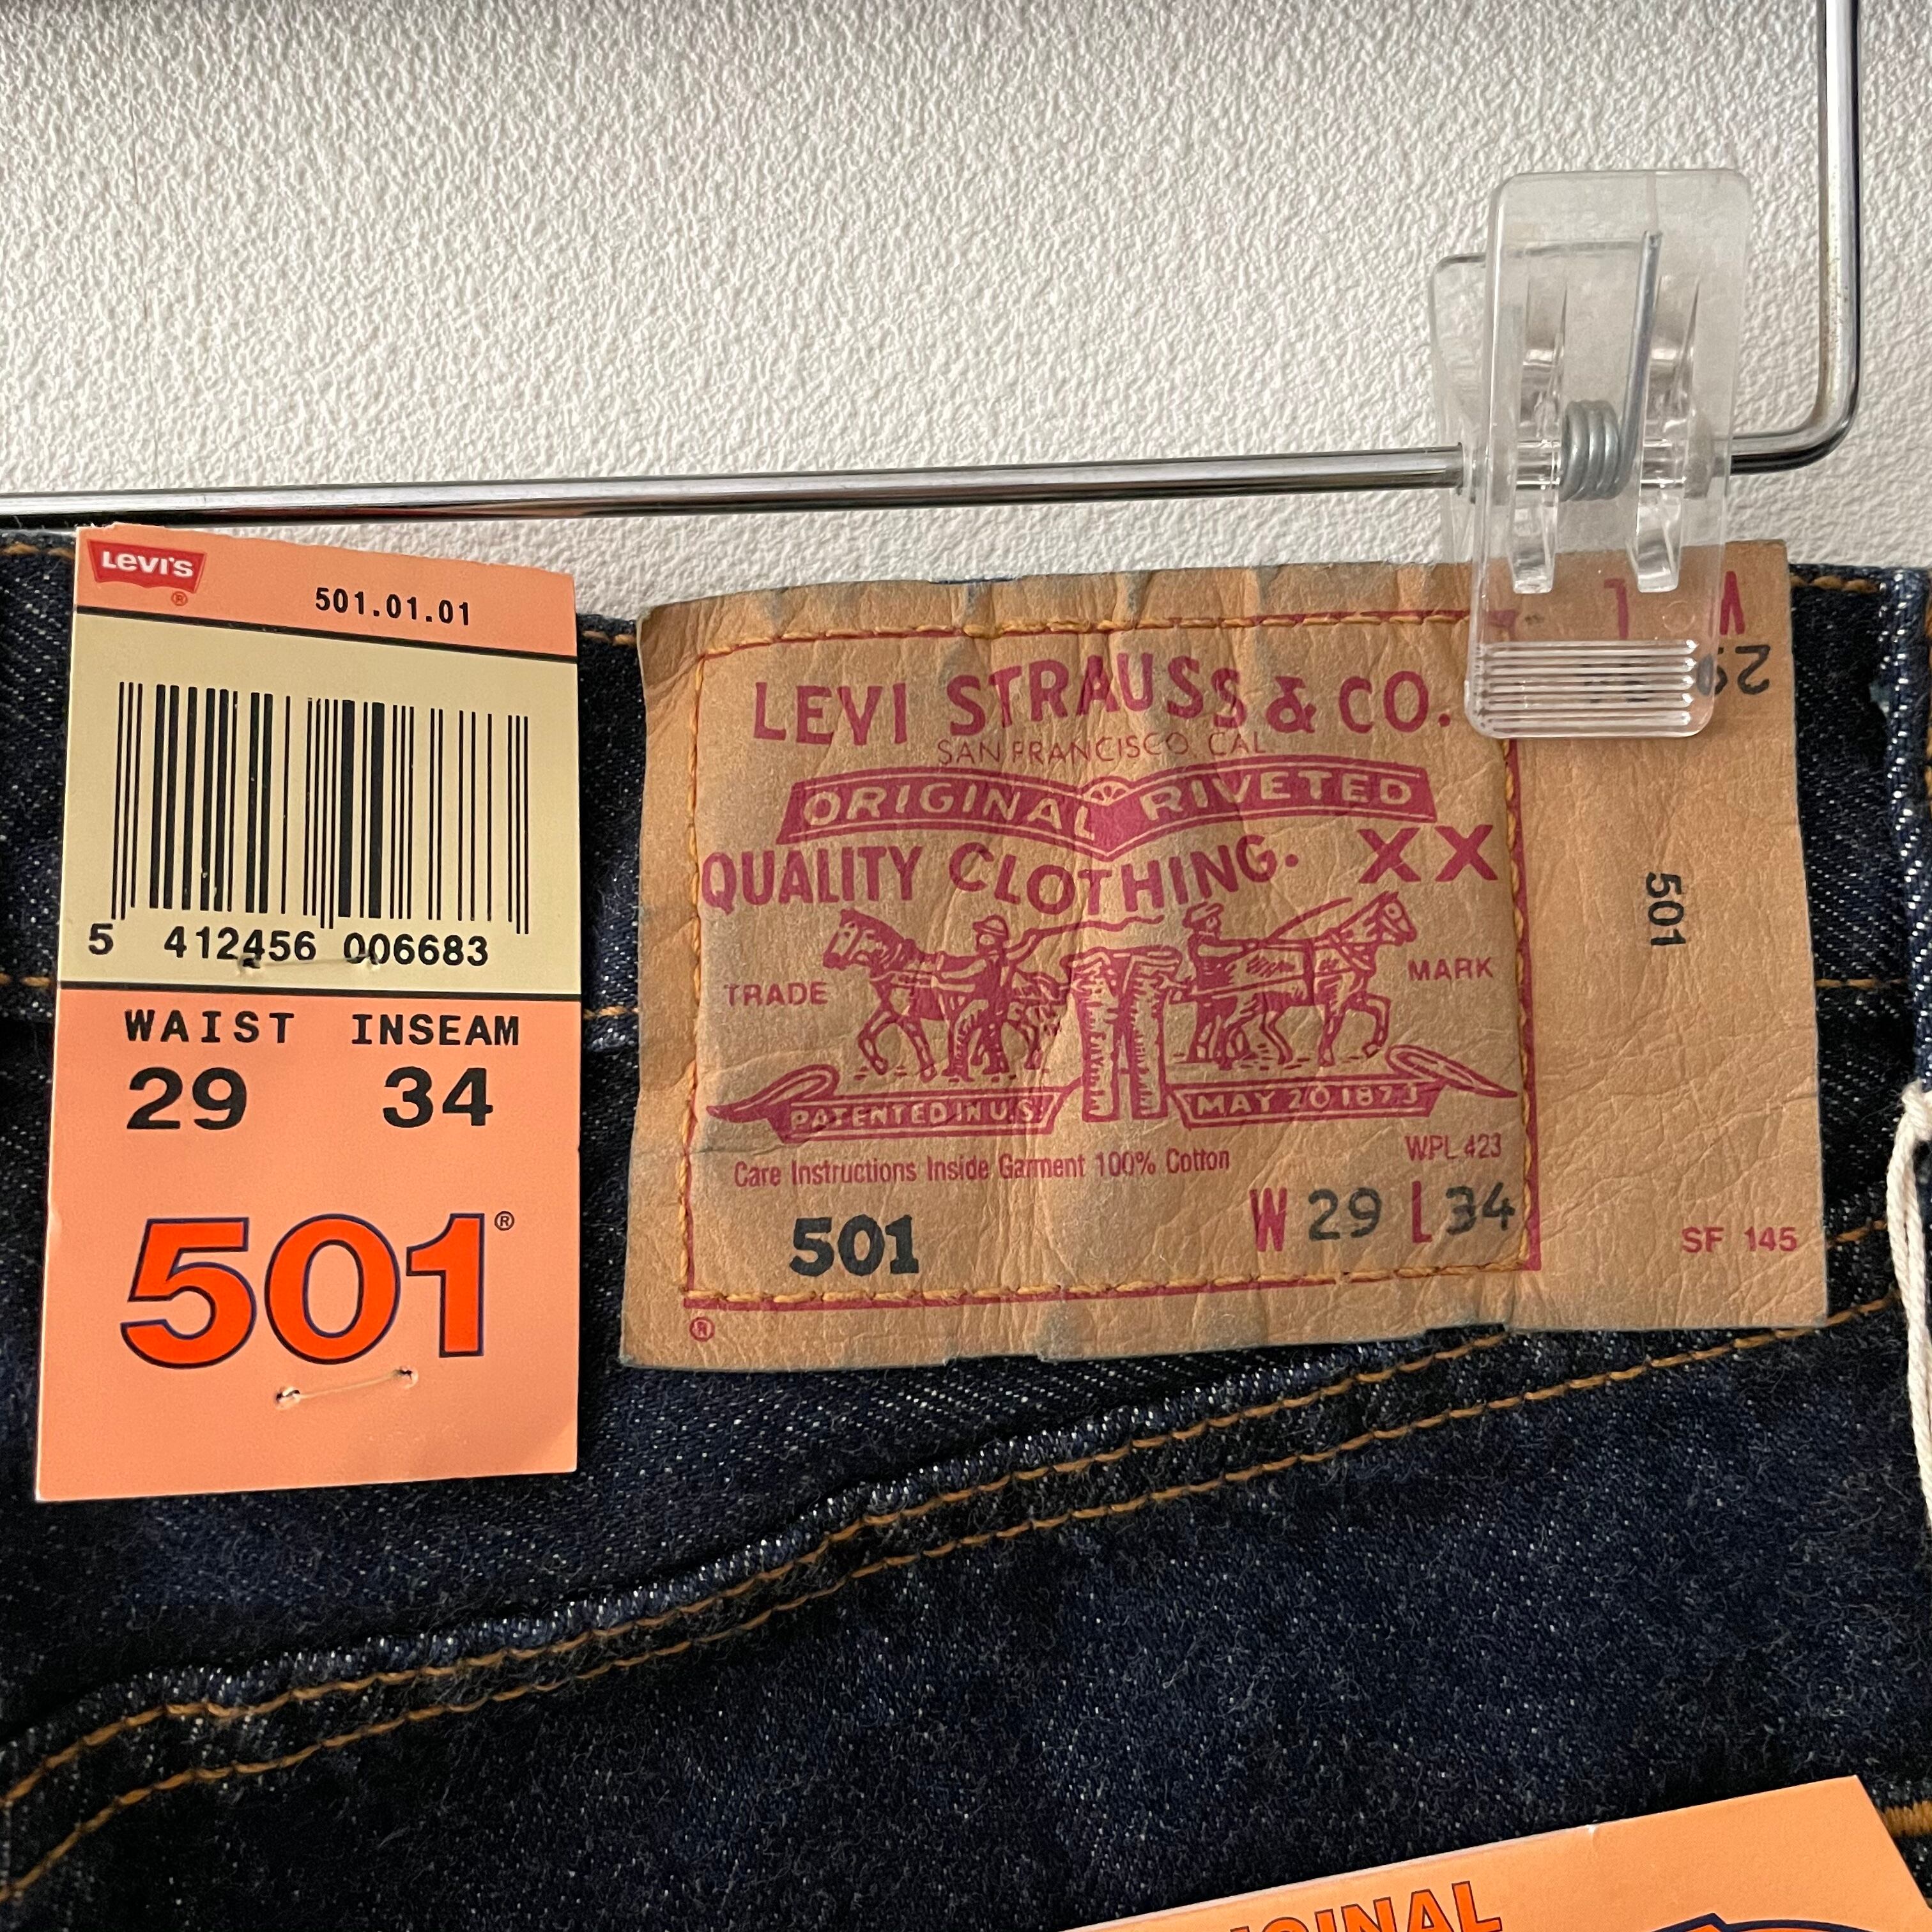 LEVI'S
®
501.01.01
5 412456 006683
WAIST INSEAM
29 34
501®
LEVI STRAUSS & CO.
SAN FRANCISCO. CAL
ORIGINAL RIVETED
QUALITY CLOTHING. XX
TRADE MARK
PATENTED IN U.S. MAY 20 1873
Care Instructions Inside Garment 100% Cotton
WPL 423
501 W 29 L 34
®
W L
29
501
SF 145